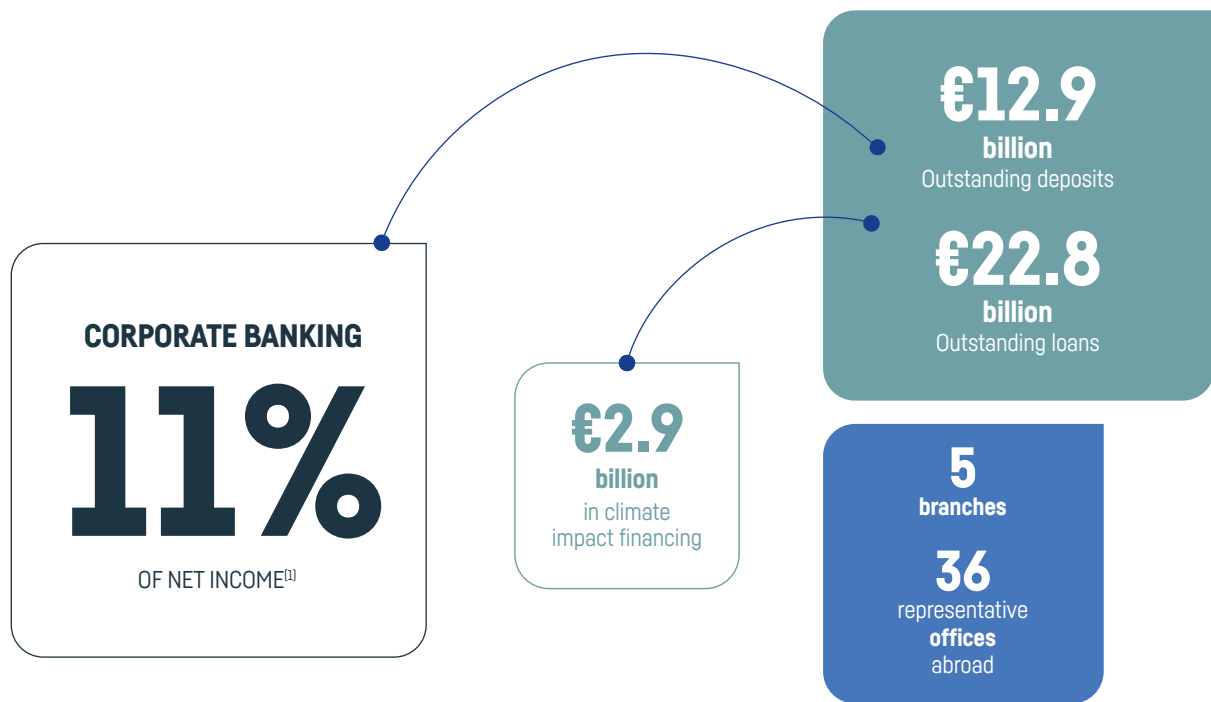 CORPORATE BANKING
11%
OF NET INCOME[1]
€2.9
billion
in climate
impact financing
€12.9
billion
Outstanding deposits
€22.8
billion
Outstanding loans
5
branches
36
representative
offices
abroad